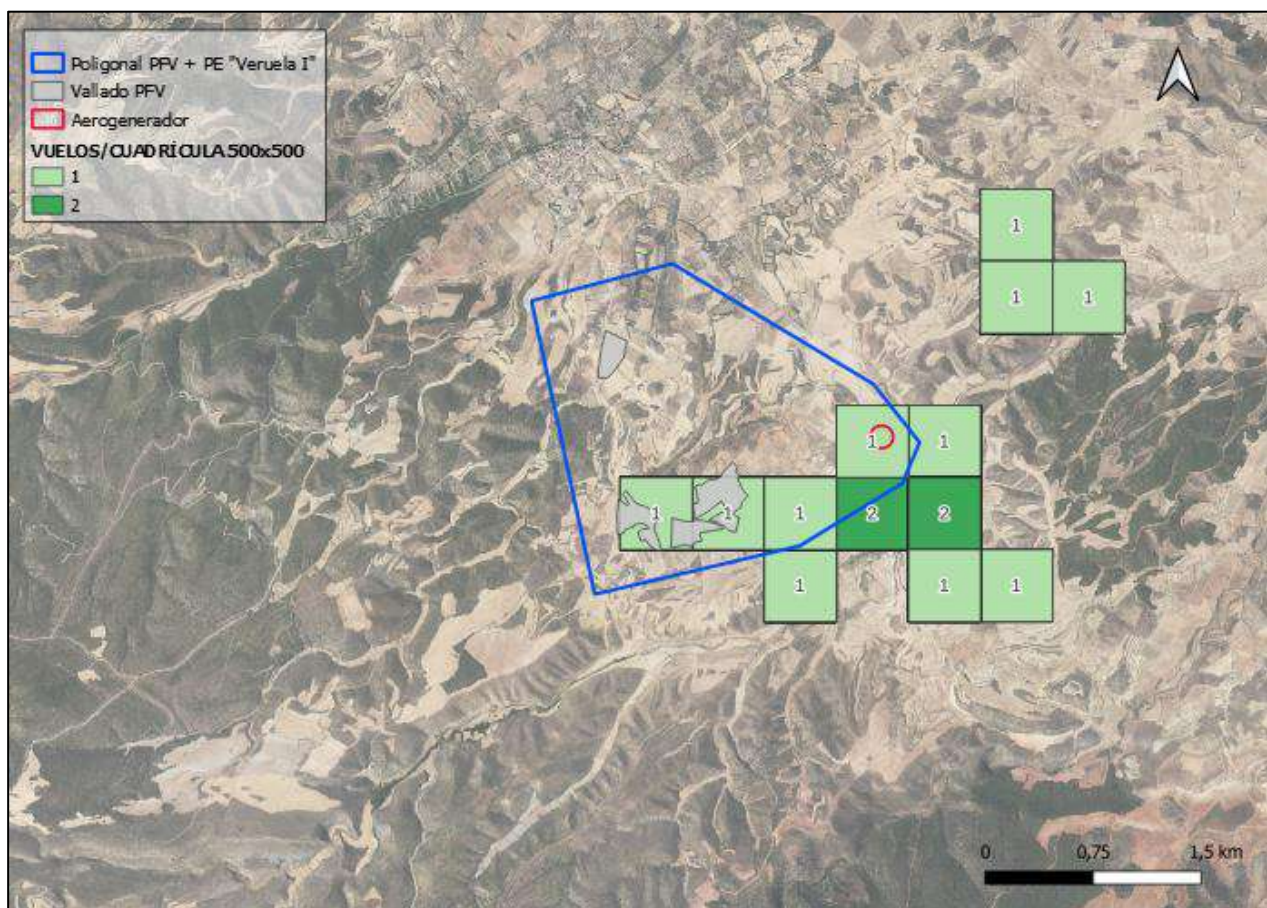 Poligonal PFV + PE "Veruela I"
Vallado PFV
Aerogenerador
VUELOS/CUADRÍCULA 500x500
1
2
1
1 1
1 1
1 1 1 2 2
1 1 1
0 0,75 1,5 km